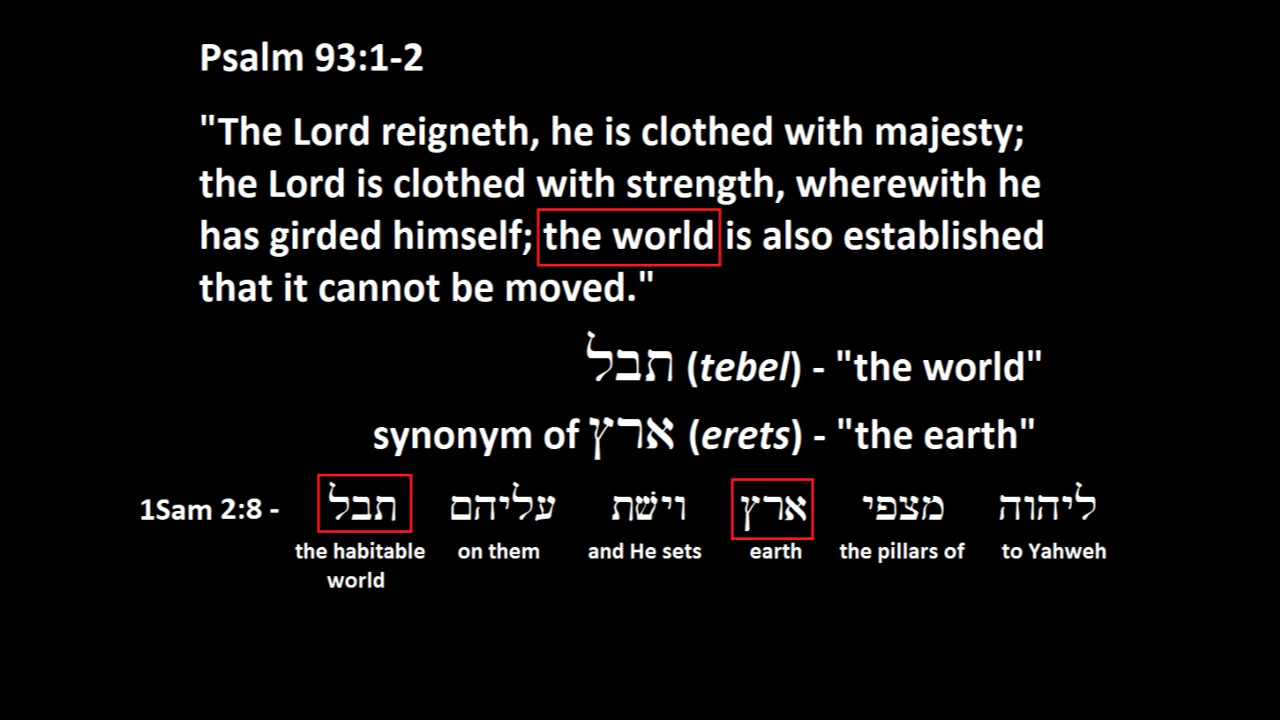 Psalm 93:1-2
"The Lord reigneth, he is clothed with majesty;
the Lord is clothed with strength, wherewith he
has girded himself; the world is also established
that it cannot be moved."
תבל (tebel) - "the world"
synonym of ארץ (erets) - "the earth"
1Sam 2:8 - ליהוה מצפי ארץ וישׁת עליהם תבל
the habitable world on them and He sets earth the pillars of to Yahweh